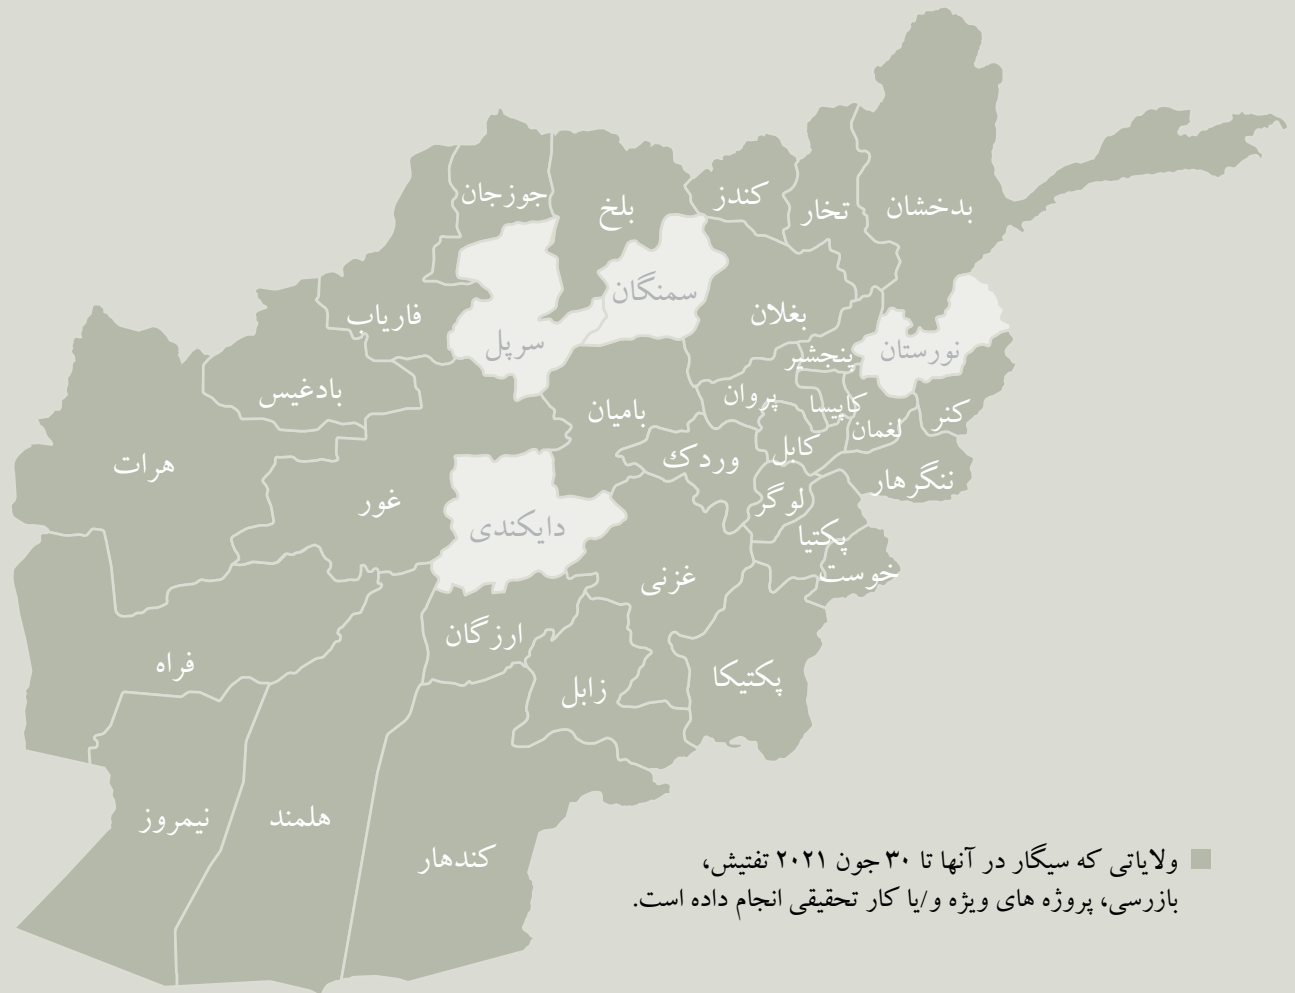 بدخشان
تخار
کندز
بلخ
جوزجان
سمنگان
بغلان
فاریاب
سرپل
نورستان
پنجشیر
بادغیس
بامیان
پروان
کاپیسا
کنر
لغمان
کابل
وردک
هرات
ننگرهار
لوگر
غور
دایکندی
پکتیا
خوست
غزنی
ارزگان
فراه
زابل
پکتیکا
نیمروز
هلمند
کندهار
ولایاتی که سیگار در آنها تا ۳۰ جون ۲۰۲۱ تفتیش،
بازرسی، پروژه های ویژه و/یا کار تحقیقی انجام داده است.